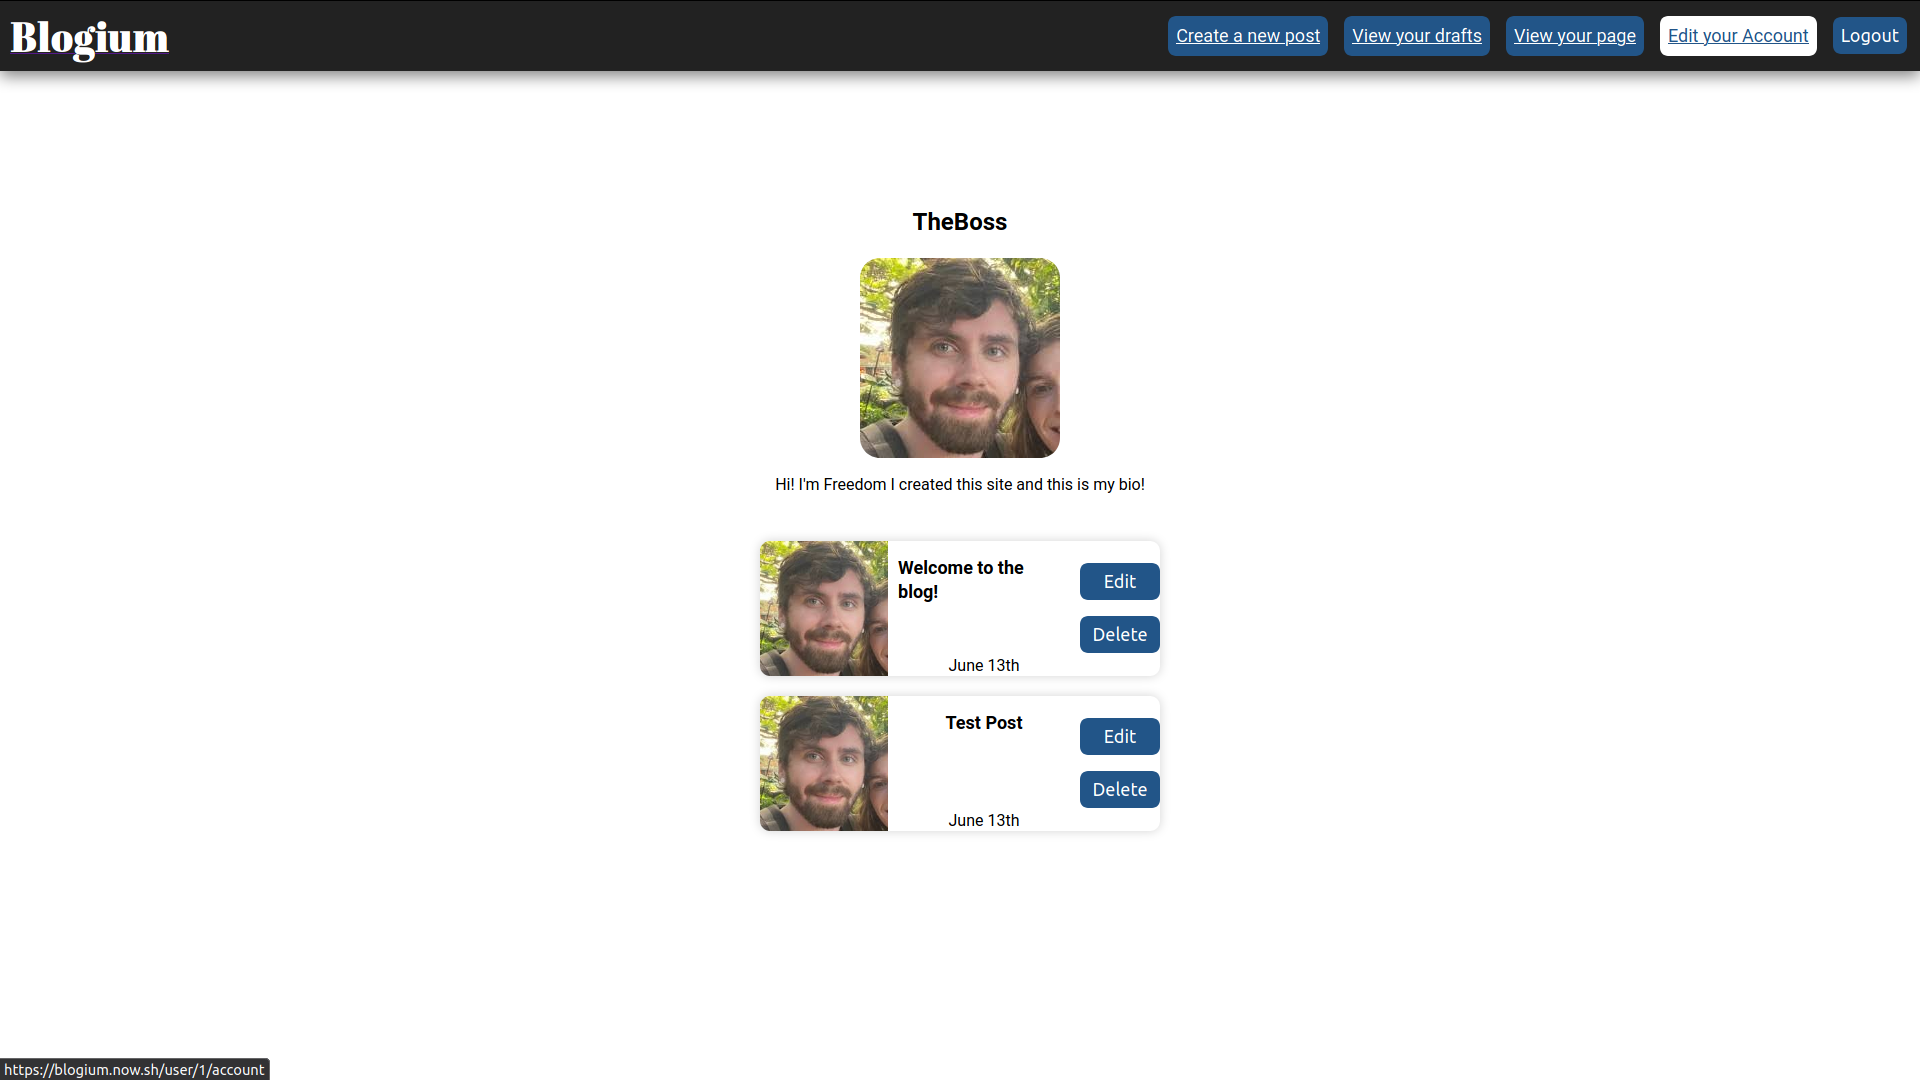 Blogium
Create a new post
View your drafts
View your page
Edit your Account
Logout
TheBoss
Hi! I'm Freedom I created this site and this is my bio!
Welcome to the
blog!
Edit
Delete
June 13th
Test Post
Edit
Delete
June 13th
https://blogium.now.sh/user/1/account